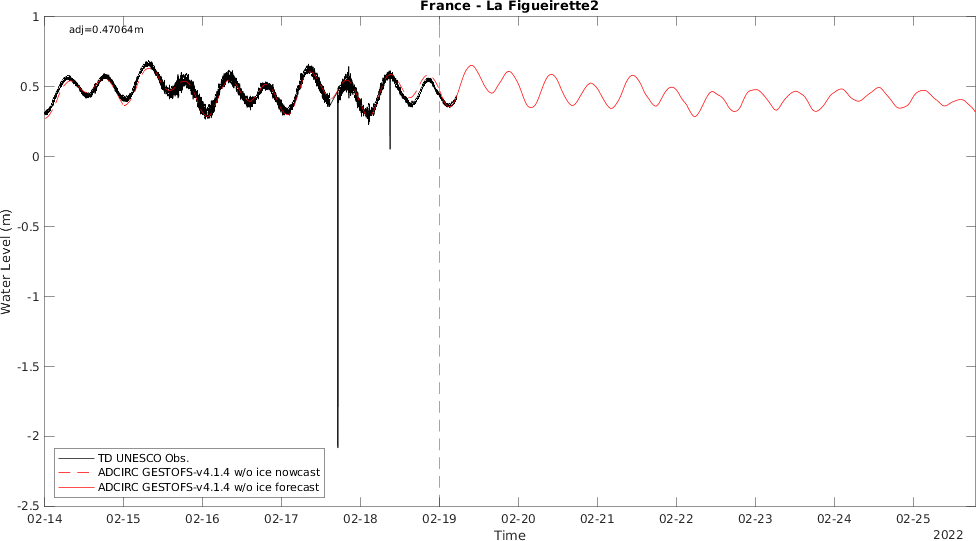 France - La Figueirette2
adj=0.47064m
1
0.5
0
-0.5
-1
-1.5
-2
-2.5
Water Level (m)
TD UNESCO Obs.
ADCIRC GESTOFS-v4.1.4 w/o ice nowcast
ADCIRC GESTOFS-v4.1.4 w/o ice forecast
02-14 02-15 02-16 02-17 02-18 02-19 02-20 02-21 02-22 02-23 02-24 02-25
Time
2022